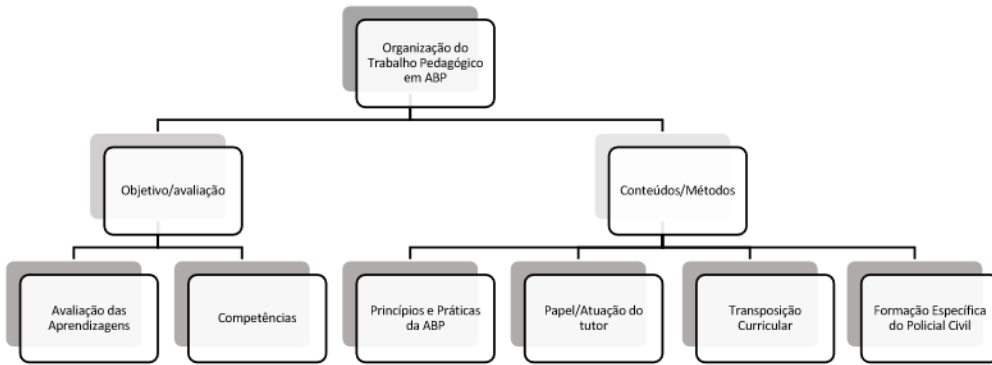 Organização do
Trabalho Pedagógico
em ABP
Objetivo/avaliação
Conteúdos/Métodos
Avaliação das
Aprendizagens
Competências
Princípios e Práticas
da ABP
Papel/Atuação do
tutor
Transposição
Curricular
Formação Específica
do Policial Civil